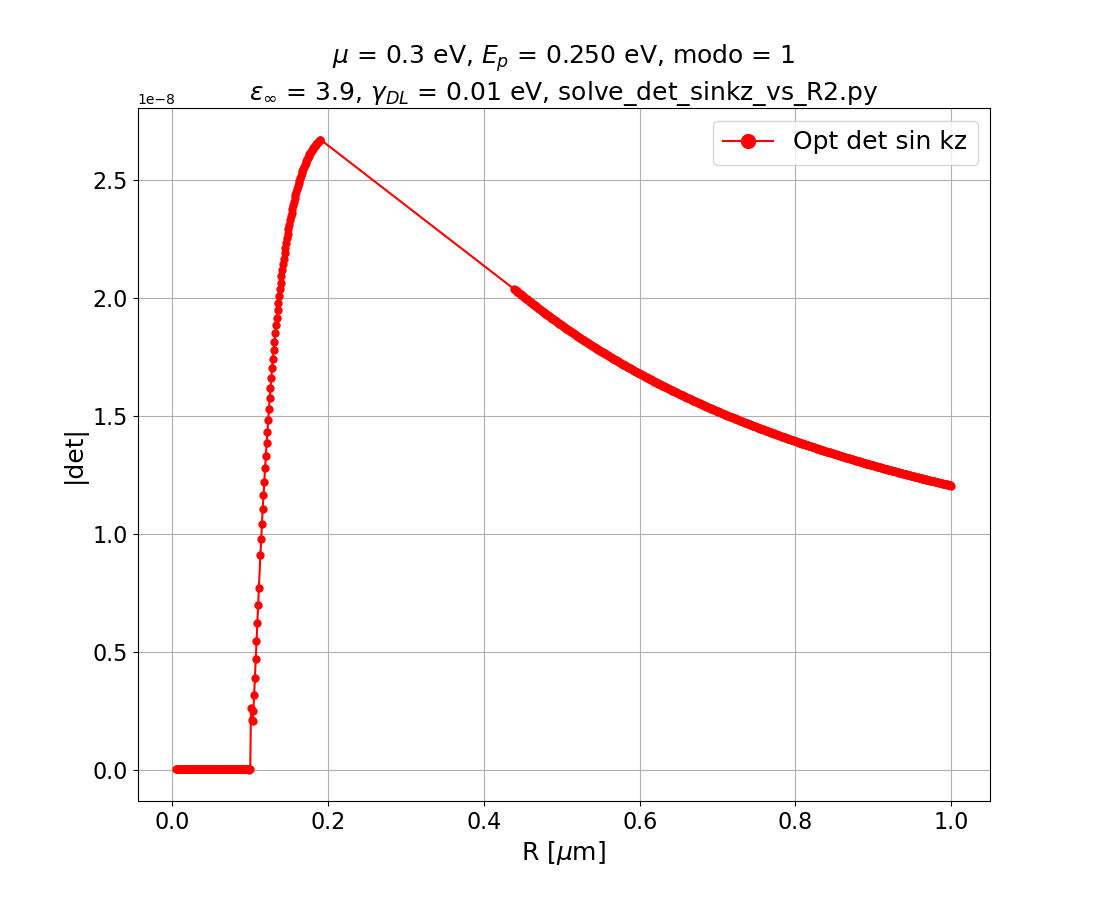 μ = 0.3 eV, E_p = 0.250 eV, modo = 1
ε_∞ = 3.9, γ_DL = 0.01 eV, solve_det_sinkz_vs_R2.py
1e−8
Opt det sin kz
2.5
2.0
1.5
1.0
0.5
0.0
|det|
0.0 0.2 0.4 0.6 0.8 1.0
R [μm]